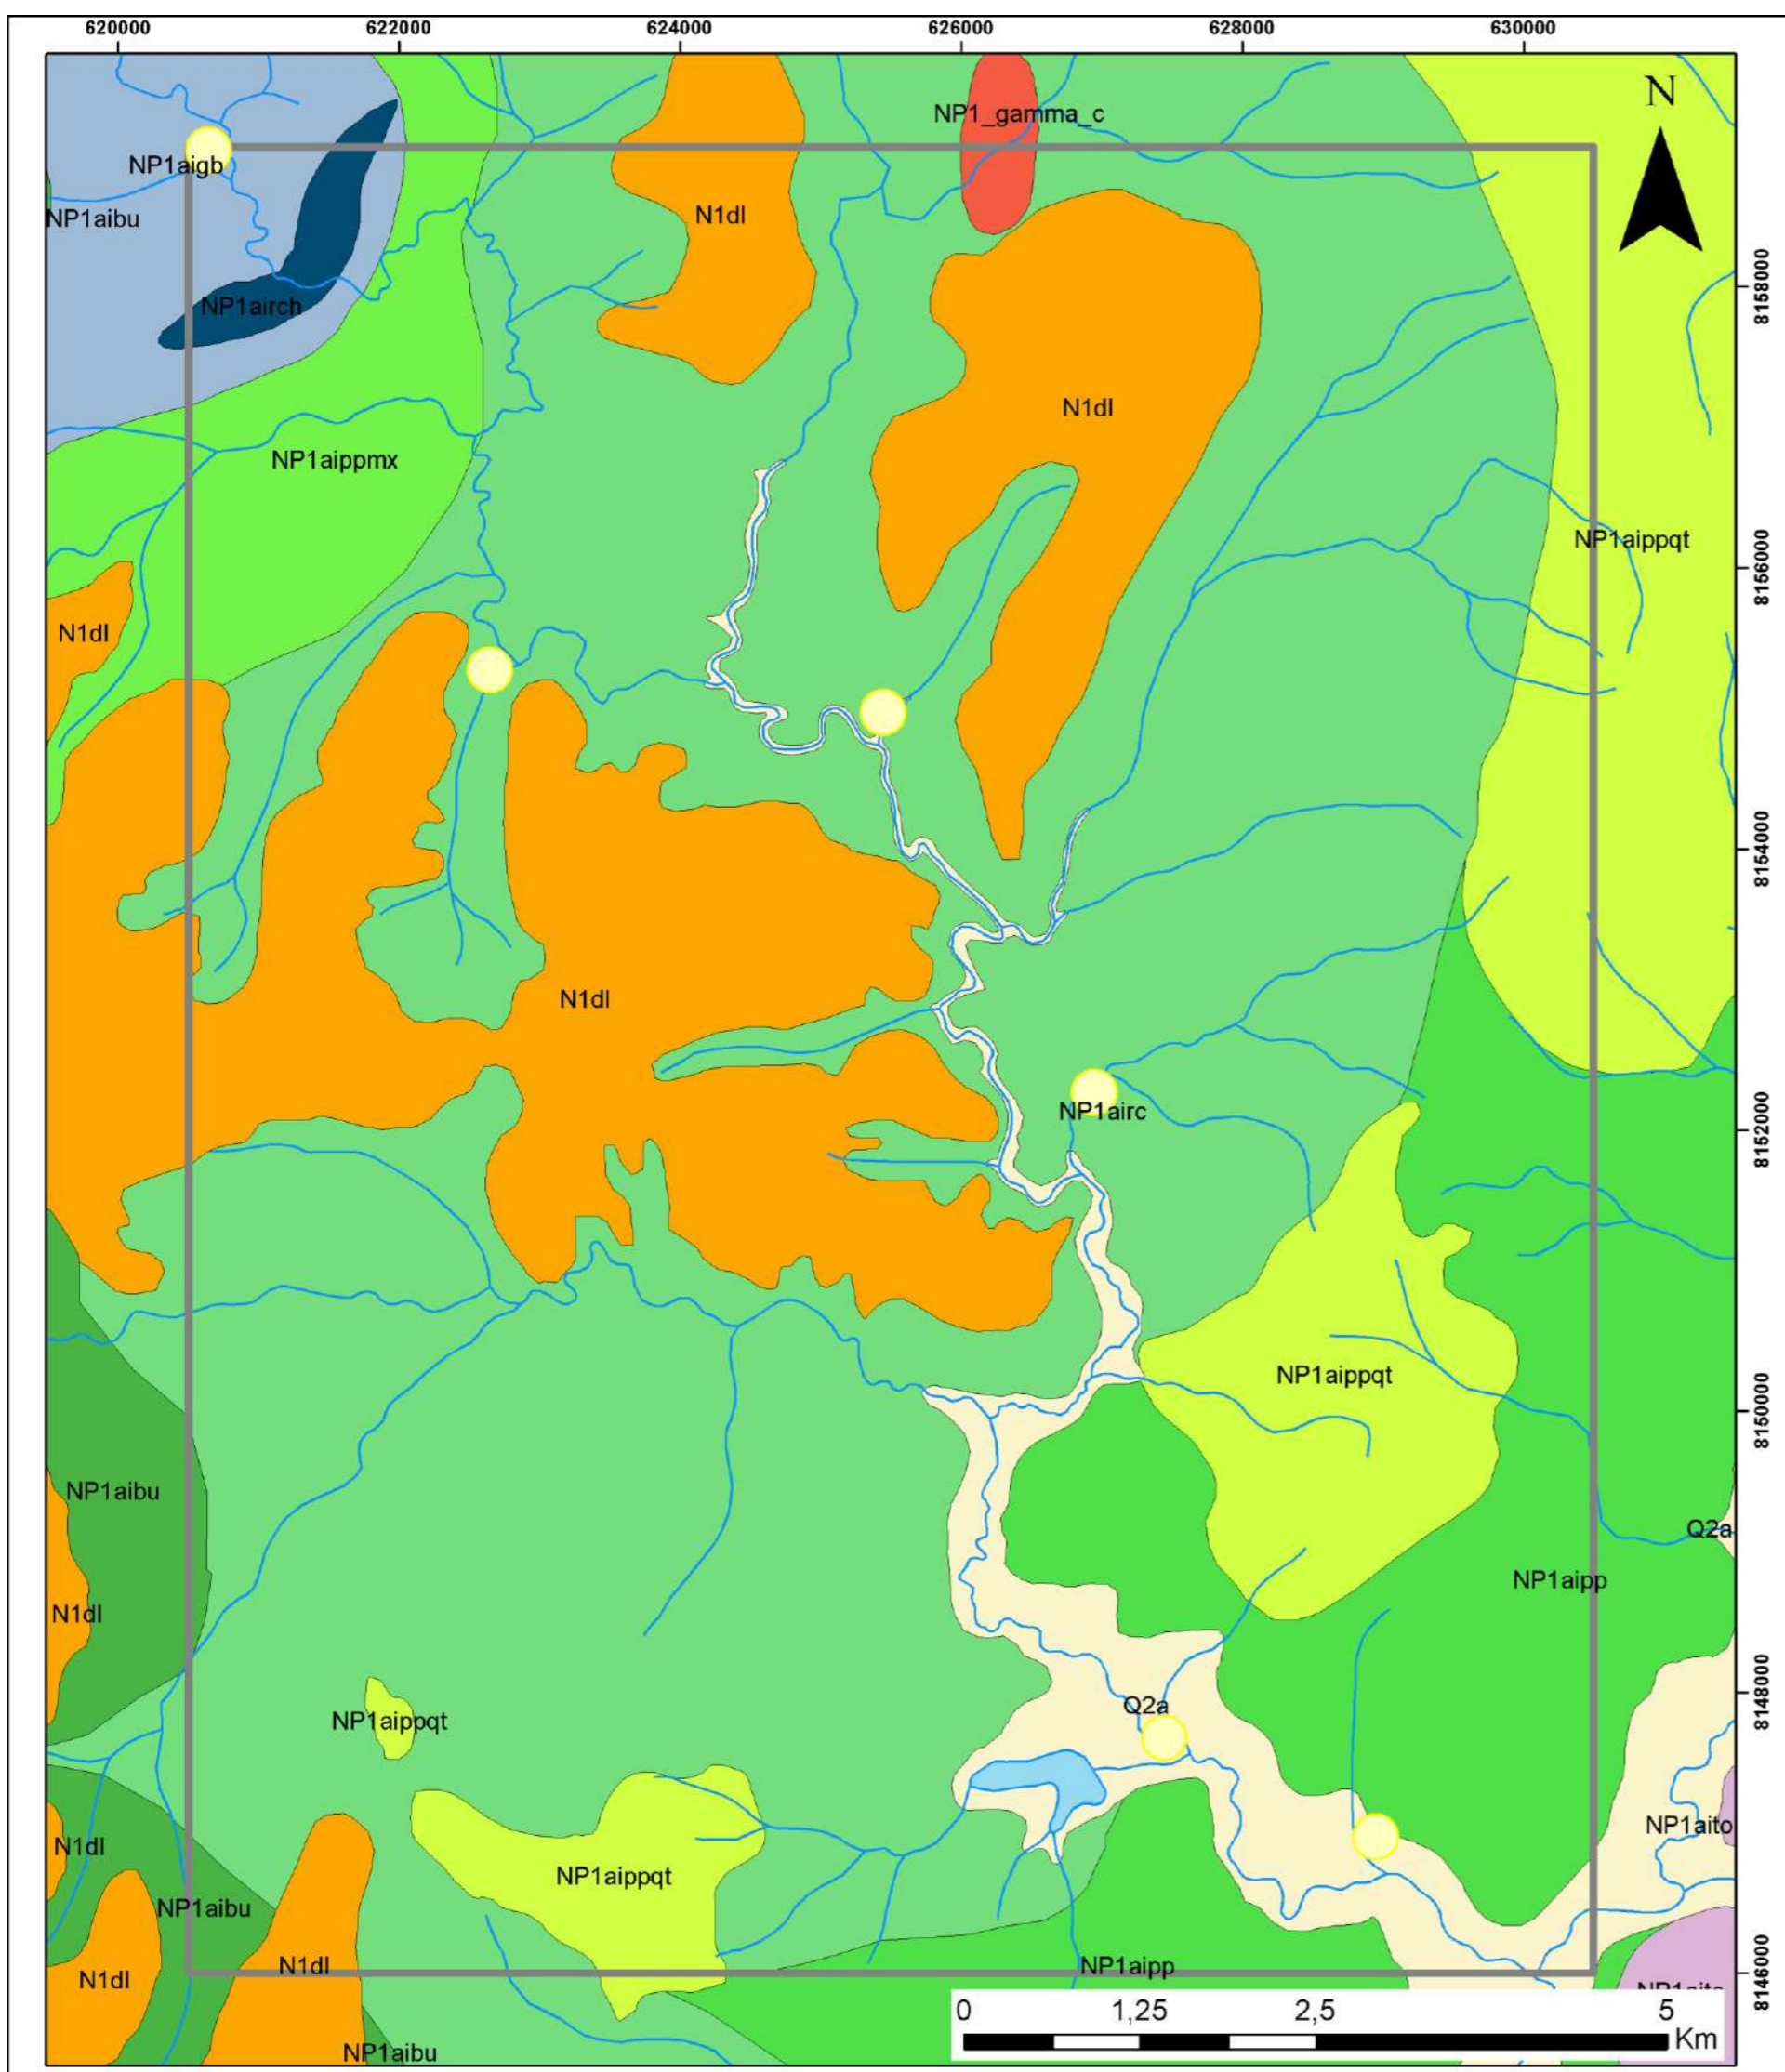 620000 622000 624000 626000 628000 630000
N
NP1_gamma_c
NP1aigb
NP1aibu
N1dl
8158000
NP1airch
N1dl
NP1aippmx
NP1aippqt
8156000
N1dl
8154000
N1dl
NP1airc
8152000
NP1aippqt
8150000
NP1aibu
Q2a
NP1aipp
N1dl
8148000
Q2a
NP1aippqt
NP1aito
N1dl
NP1aippqt
NP1aibu
N1dl
NP1aipp
N1dl
8146000
0 1,25 2,5 5
Km
NP1aibu